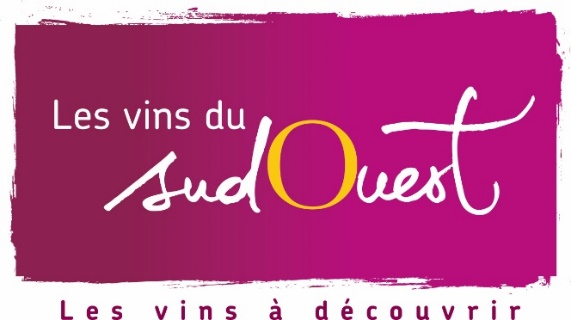 Les vins du
sudOuest
Les vins à découvrir